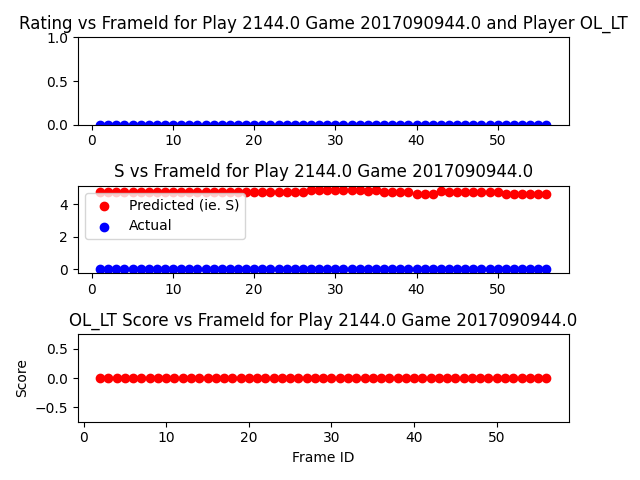 Rating vs FrameId for Play 2144.0 Game 2017090944.0 and Player OL_LT
1.0
0.5
0.0
0 10 20 30 40 50
S vs FrameId for Play 2144.0 Game 2017090944.0
4
2
0
Predicted (ie. S)
Actual
0 10 20 30 40 50
OL_LT Score vs FrameId for Play 2144.0 Game 2017090944.0
Score
0.5
0.0
−0.5
0 10 20 30 40 50
Frame ID